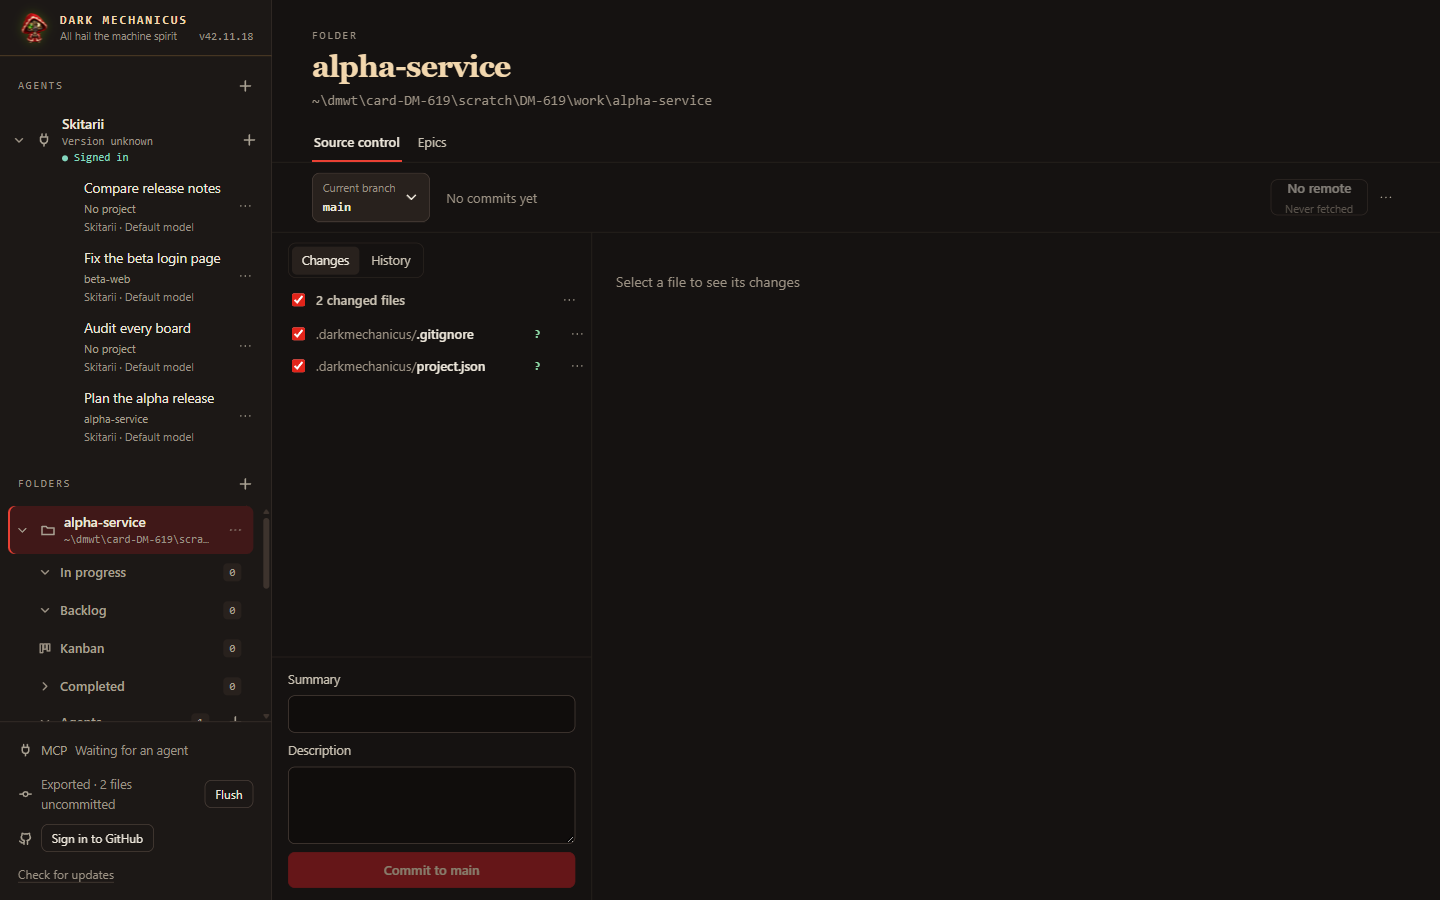 DARK MECHANICUS
All hail the machine spirit v42.11.18
AGENTS
Skitarii
Version unknown
Signed in
Compare release notes
No project
Skitarii · Default model
Fix the beta login page
beta-web
Skitarii · Default model
Audit every board
No project
Skitarii · Default model
Plan the alpha release
alpha-service
Skitarii · Default model
FOLDERS
alpha-service
~\dmwt\card-DM-619\scra…
In progress 0
Backlog 0
Kanban 0
Completed 0
Agents
MCP Waiting for an agent
Exported · 2 files
uncommitted
Flush
Sign in to GitHub
Check for updates
FOLDER
alpha-service
~\dmwt\card-DM-619\scratch\DM-619\work\alpha-service
Source control Epics
Current branch
main
No commits yet
No remote
Never fetched
Changes History
2 changed files
.darkmechanicus/.gitignore ?
.darkmechanicus/project.json ?
Summary
Description
Commit to main
Select a file to see its changes